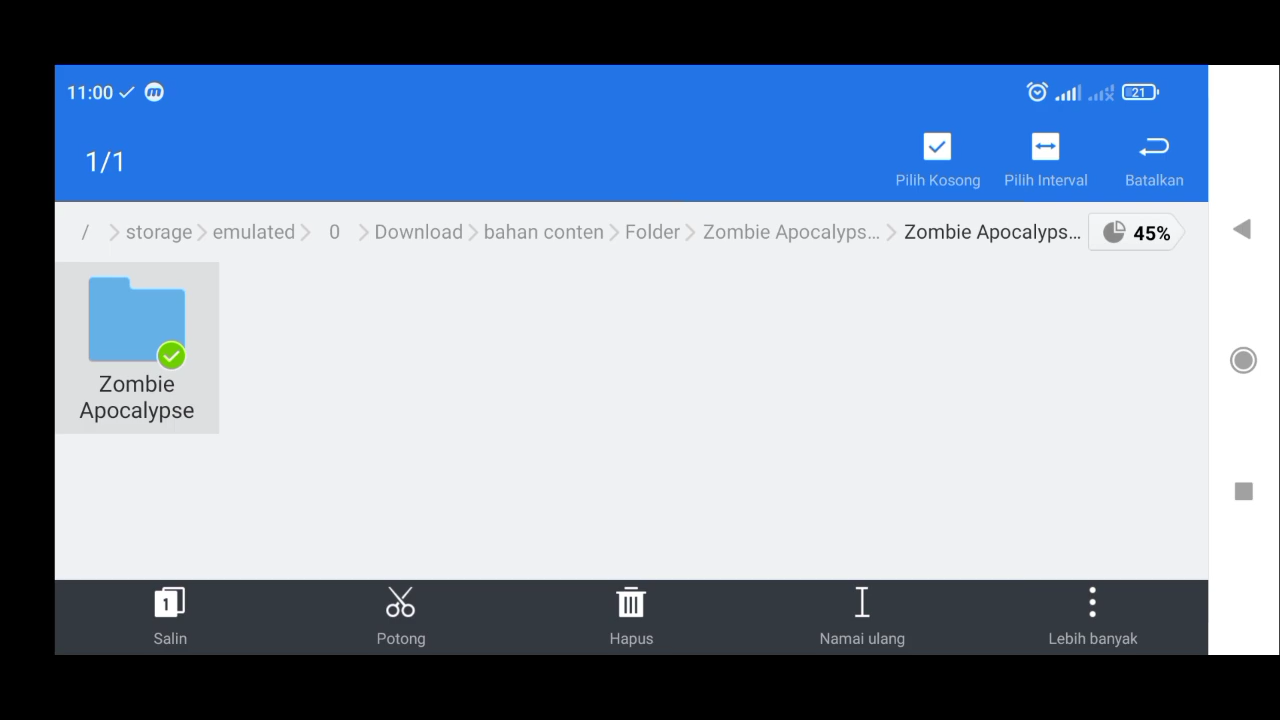 11:00
21
1/1
Pilih Kosong
Pilih Interval
Batalkan
/ storage emulated 0 Download bahan conten Folder Zombie Apocalyps... Zombie Apocalyps... 45%
Zombie
Apocalypse
1
Salin
Potong
Hapus
Namai ulang
Lebih banyak